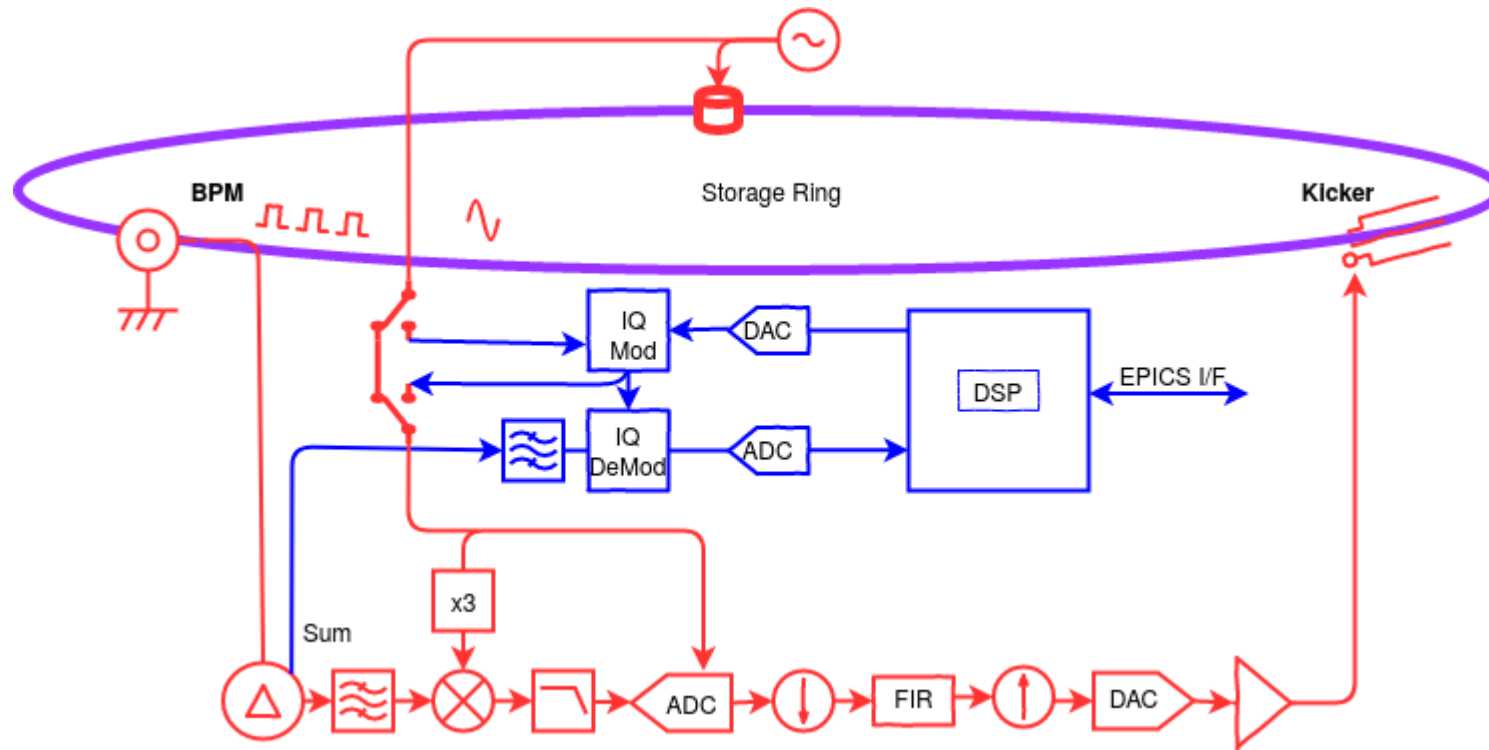 BPM
Storage Ring
Kicker
IQ
Mod
DAC
DSP
EPICS I/F
IQ
DeMod
ADC
x3
Sum
ADC
FIR
DAC